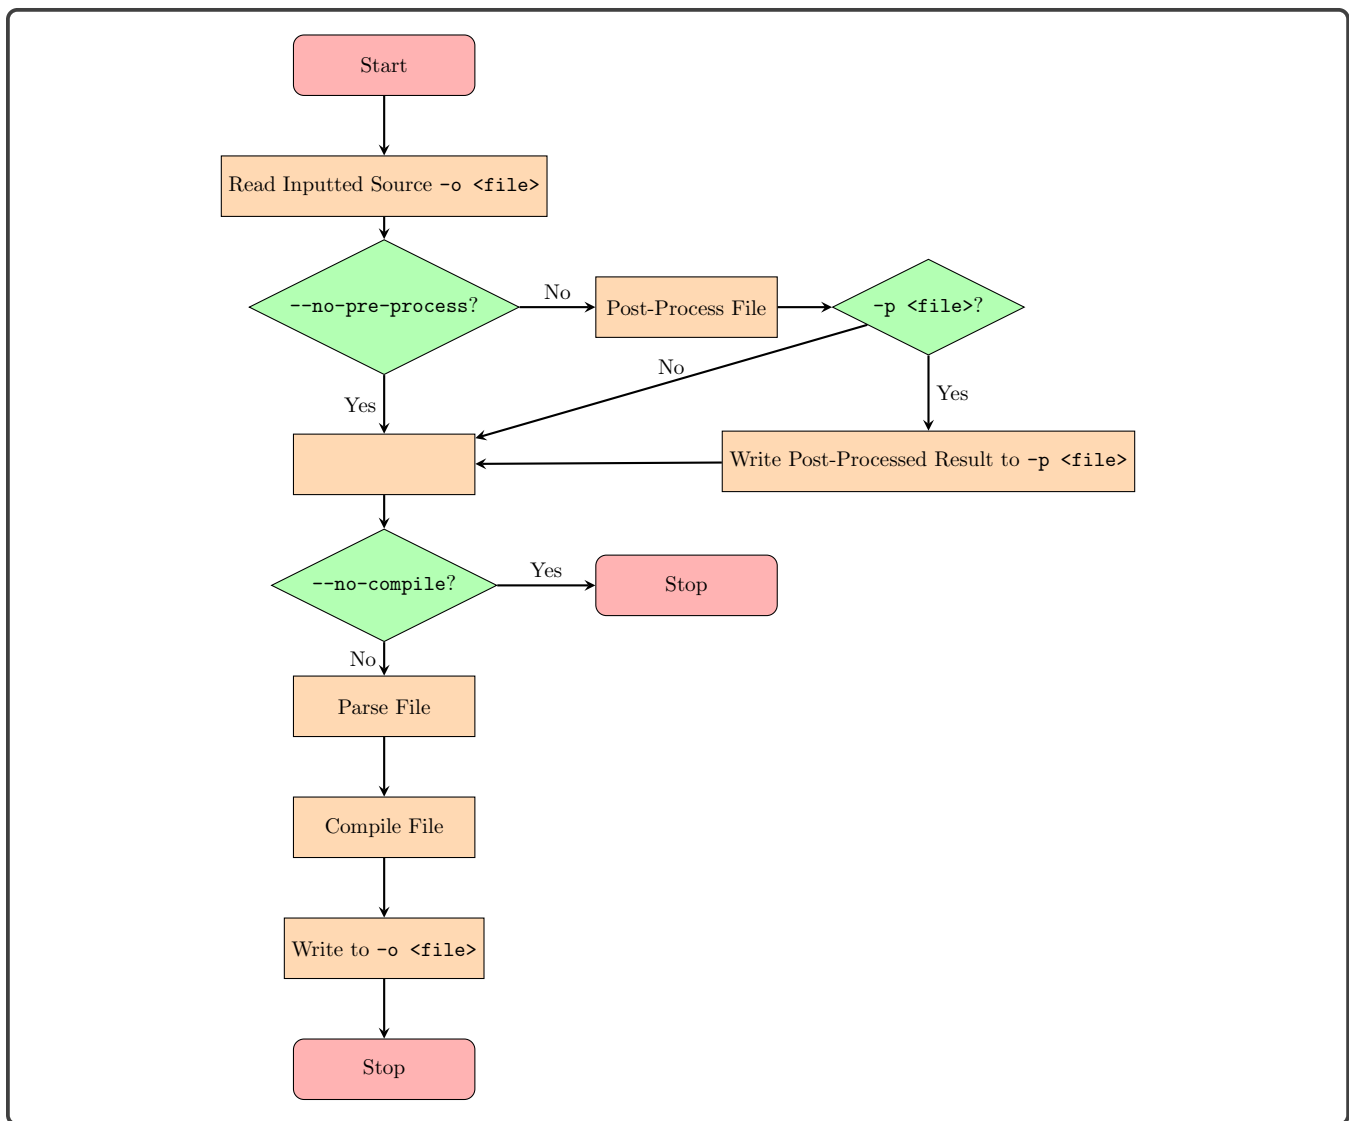 Start
Read Inputted Source -o <file>
--no-pre-process?
No
Post-Process File
-p <file>?
No
Yes
Yes
Write Post-Processed Result to -p <file>
--no-compile?
Yes
Stop
No
Parse File
Compile File
Write to -o <file>
Stop